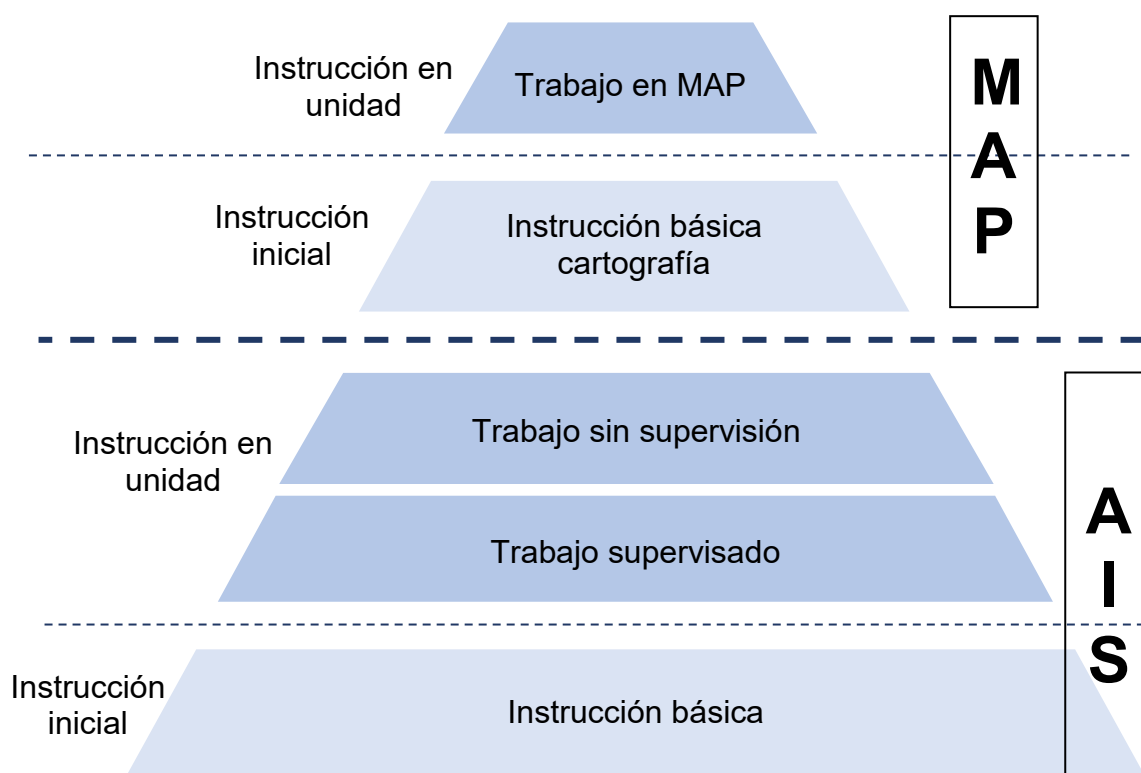 Instrucción en
unidad
Trabajo en MAP
M
A
P
Instrucción
inicial
Instrucción básica
cartografía
Instrucción en
unidad
Trabajo sin supervisión
Trabajo supervisado
A
I
S
Instrucción
inicial
Instrucción básica